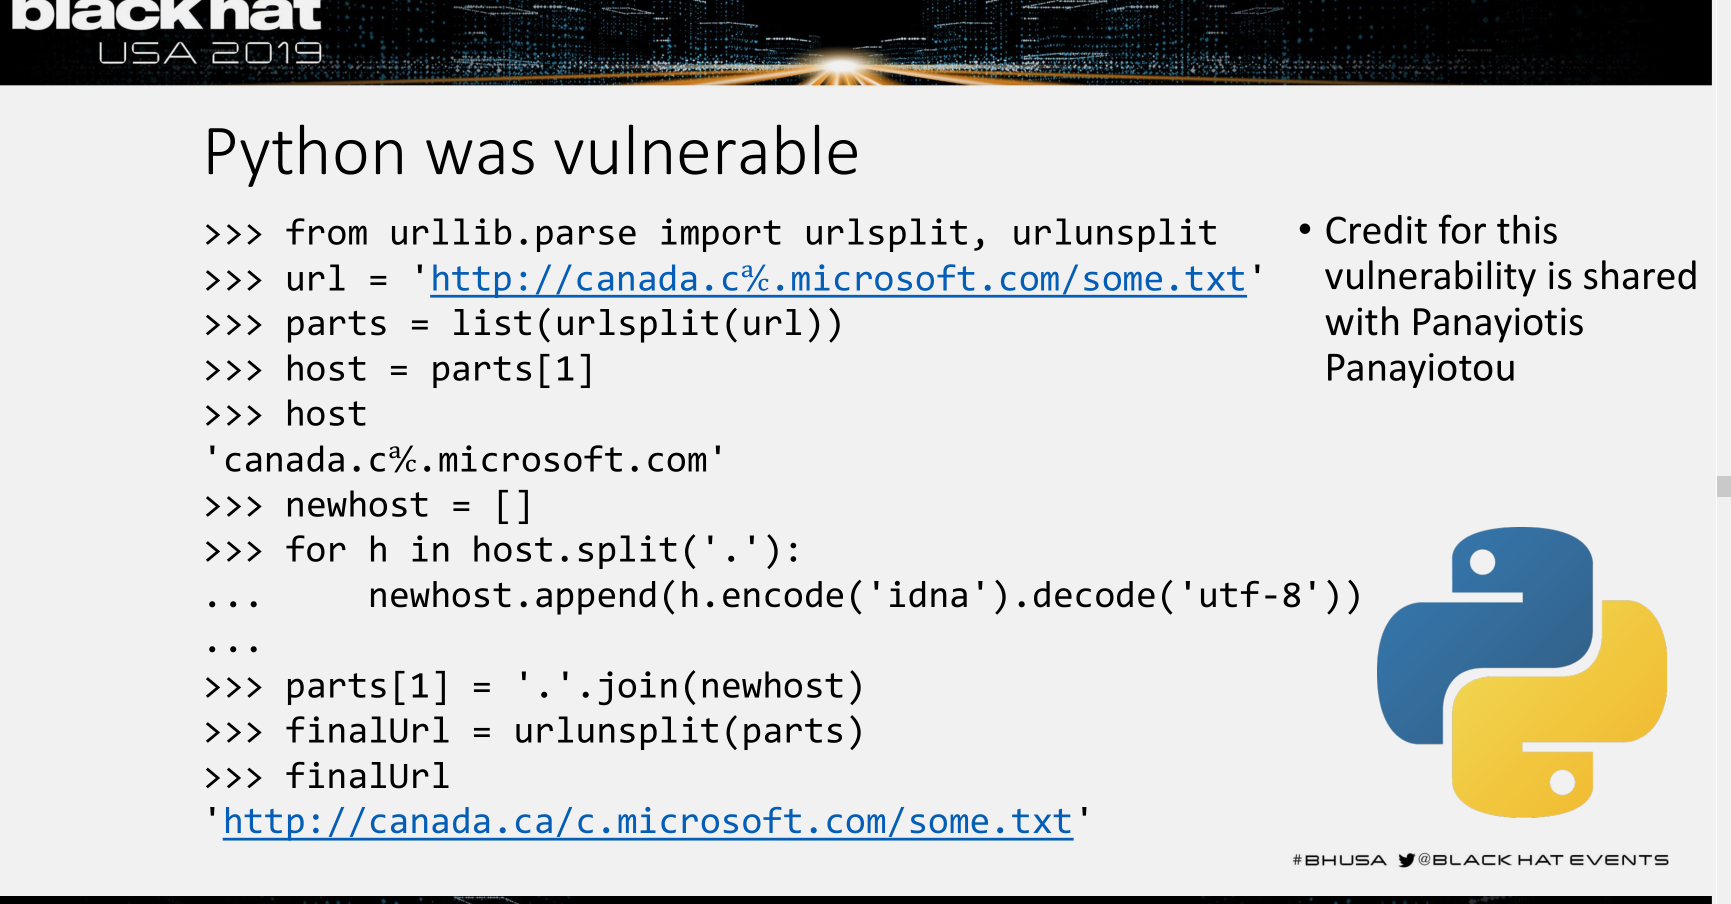 black hat
USA 2019
Python was vulnerable
>>> from urllib.parse import urlsplit, urlunsplit
>>> url = 'http://canada.c℀.microsoft.com/some.txt'
>>> parts = list(urlsplit(url))
>>> host = parts[1]
>>> host
'canada.c℀.microsoft.com'
>>> newhost = []
>>> for h in host.split('.'):
...     newhost.append(h.encode('idna').decode('utf-8'))
...
>>> parts[1] = '.'.join(newhost)
>>> finalUrl = urlunsplit(parts)
>>> finalUrl
'http://canada.ca/c.microsoft.com/some.txt'
• Credit for this
vulnerability is shared
with Panayiotis
Panayiotou
#BHUSA @BLACK HAT EVENTS